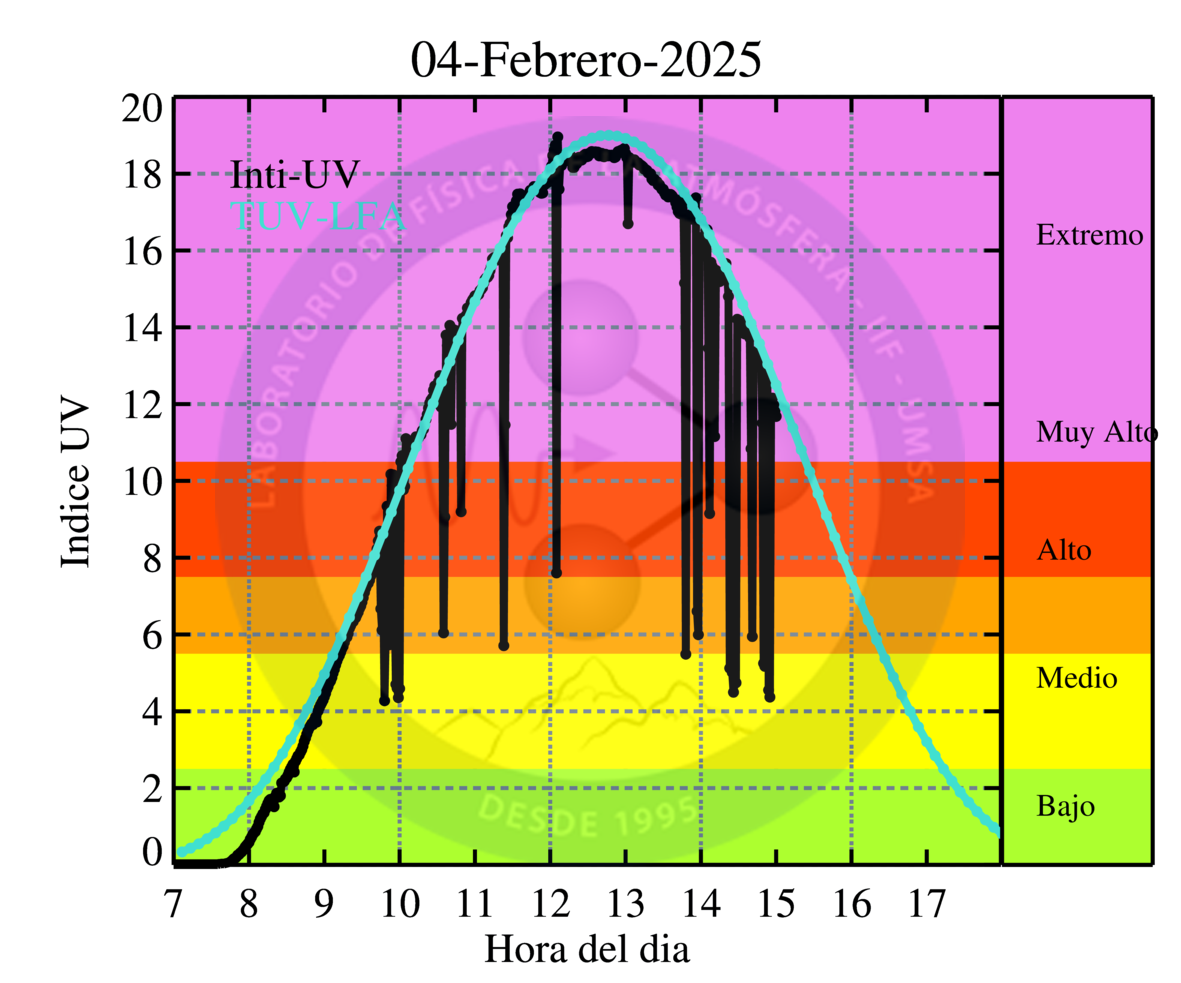 04-Febrero-2025
Indice UV
20
18
16
14
12
10
8
6
4
2
0
Inti-UV
TUV-LFA
LABORATORIO DE FÍSICA DE LA ATMÓSFERA - IIF - UMSA
DESDE 1995
Extremo
Muy Alto
Alto
Medio
Bajo
7 8 9 10 11 12 13 14 15 16 17
Hora del dia